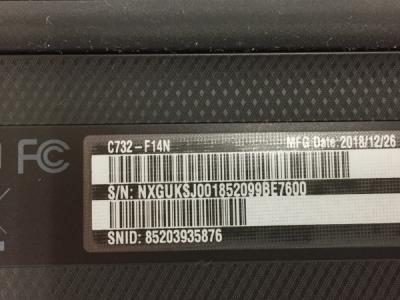 C732-F14N MFG Date: 2018/12/26
FC
S/N: NXGUKSJ001852099BE7600
SNID: 85203935876